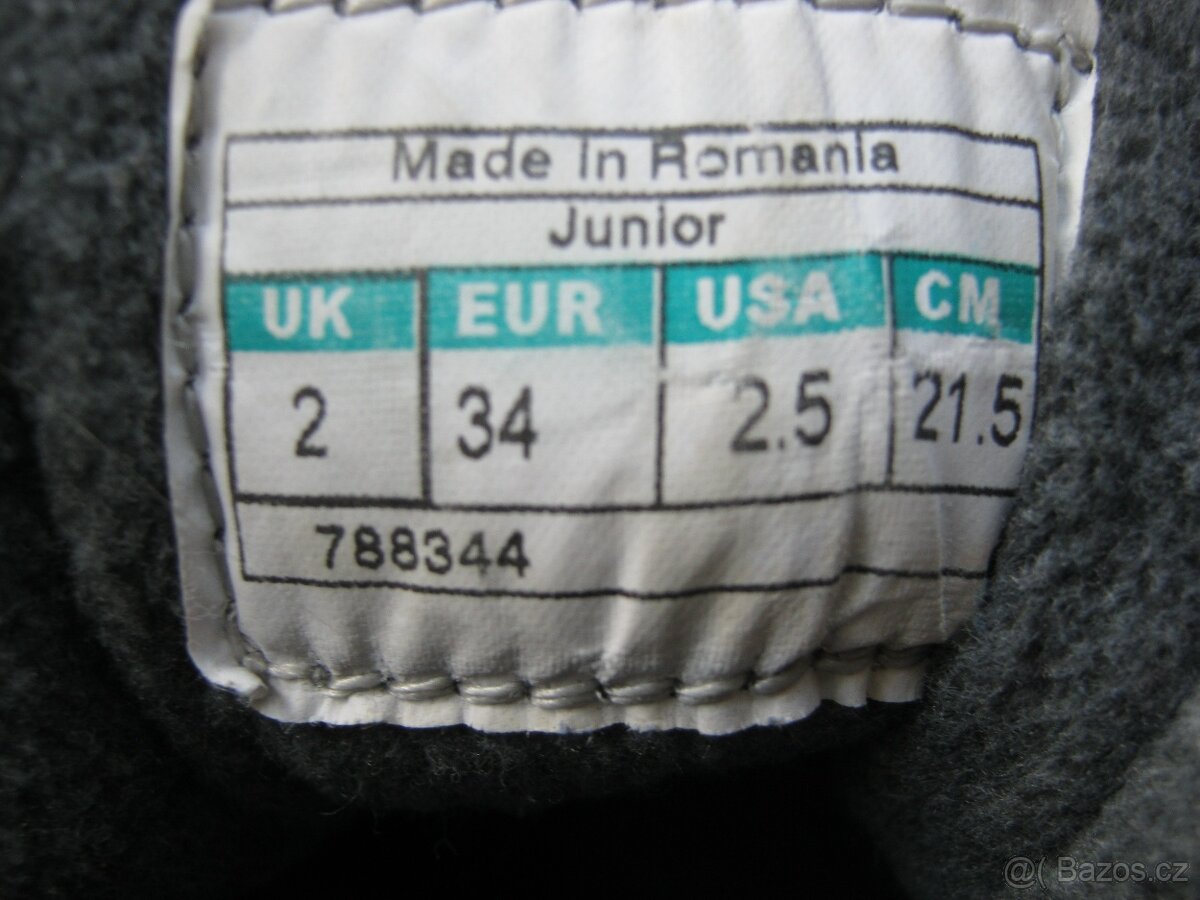 Made in Romania
Junior
UK EUR USA CM
2 34 2.5 21.5
788344
@( Bazos.cz